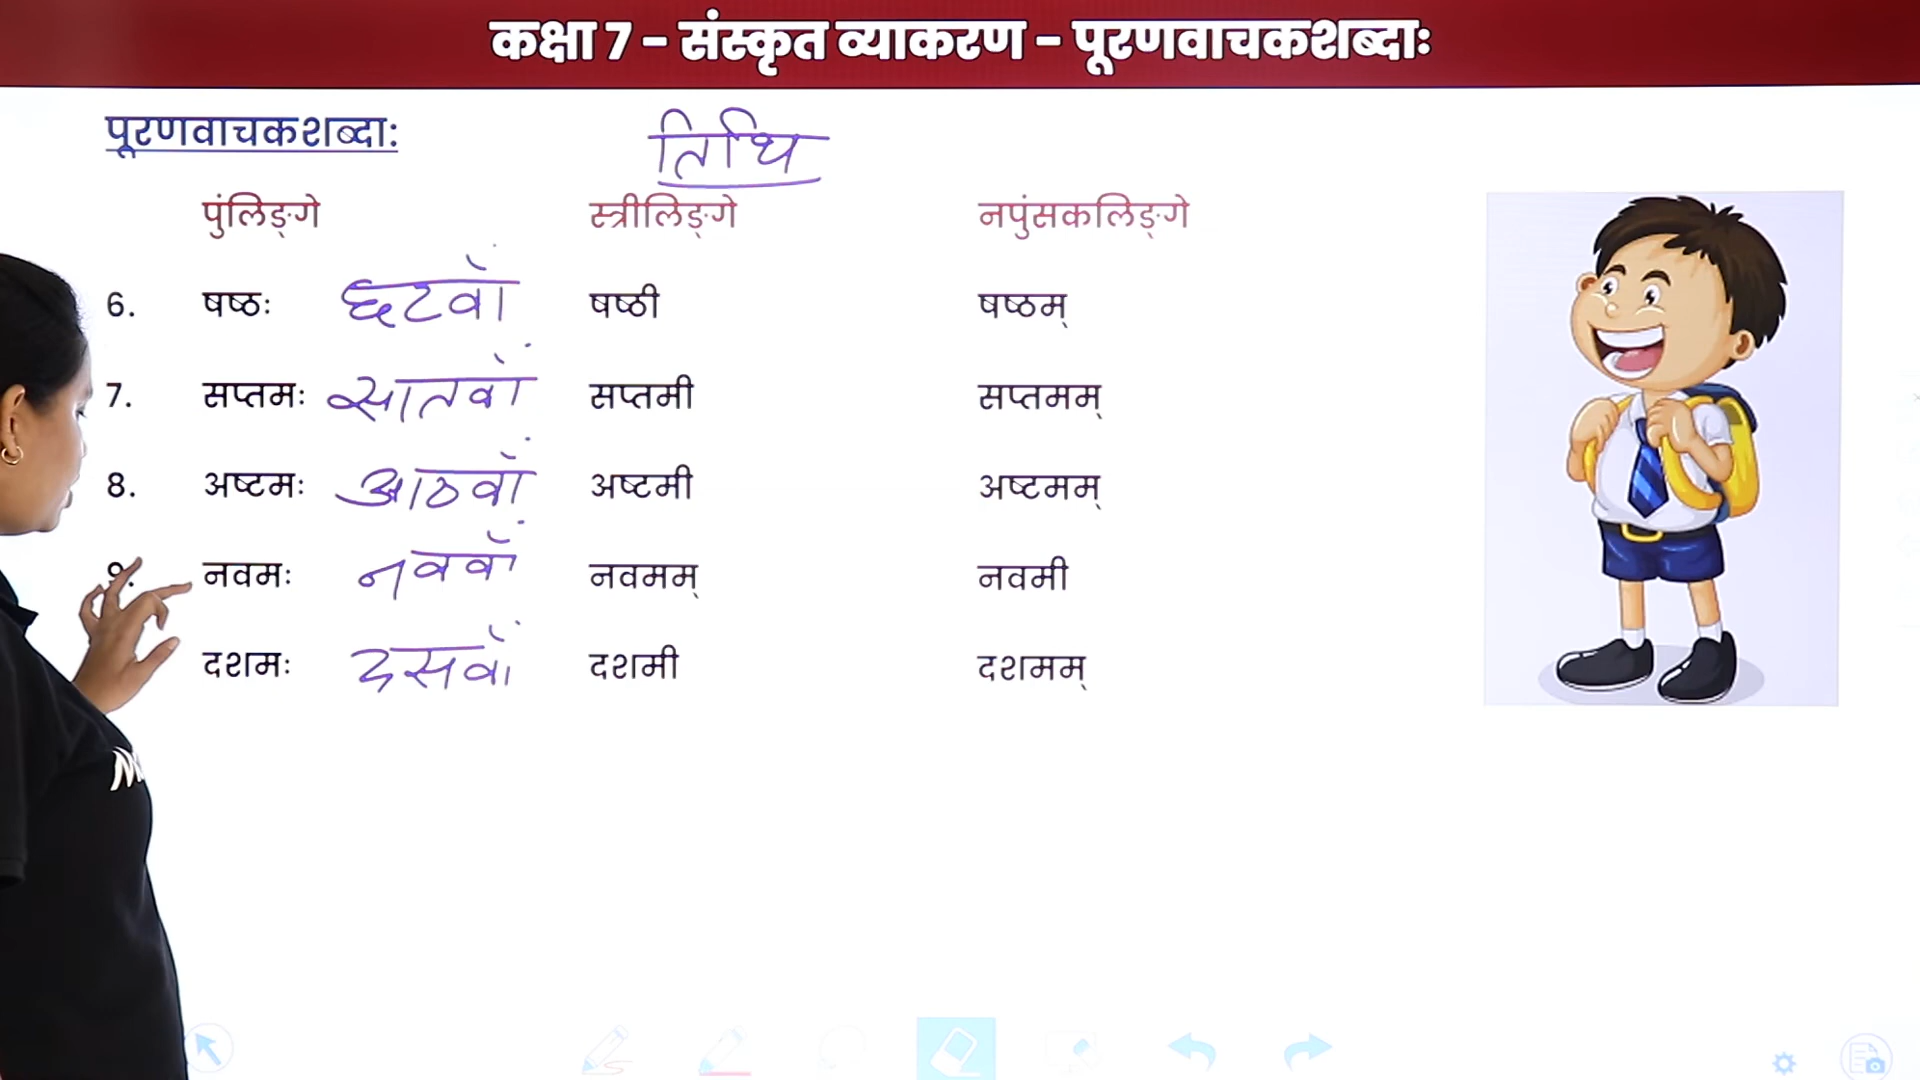 कक्षा 7 - संस्कृत व्याकरण - पूरणवाचकशब्दाः
पूरणवाचकशब्दाः
तिथि
पुंलिङ्गे स्त्रीलिङ्गे नपुंसकलिङ्गे
6. षष्ठः छटवाँ षष्ठी षष्ठम्
7. सप्तमः सातवाँ सप्तमी सप्तमम्
8. अष्टमः आठवाँ अष्टमी अष्टमम्
9. नवमः नववाँ नवमम् नवमी
दशमः दसवाँ दशमी दशमम्